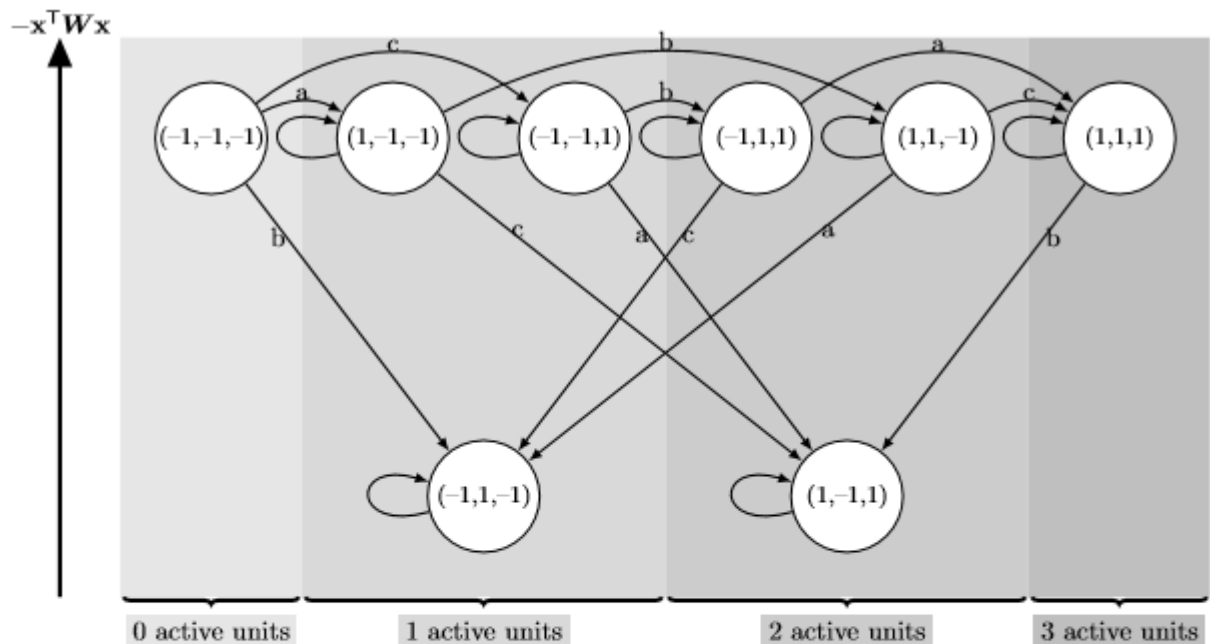 −x⊤Wx
c
b
a
a
b
c
(–1,–1,–1)
(1,–1,–1)
(–1,–1,1)
(–1,1,1)
(1,1,–1)
(1,1,1)
b
c
a
c
a
b
(–1,1,–1)
(1,–1,1)
0 active units
1 active units
2 active units
3 active units